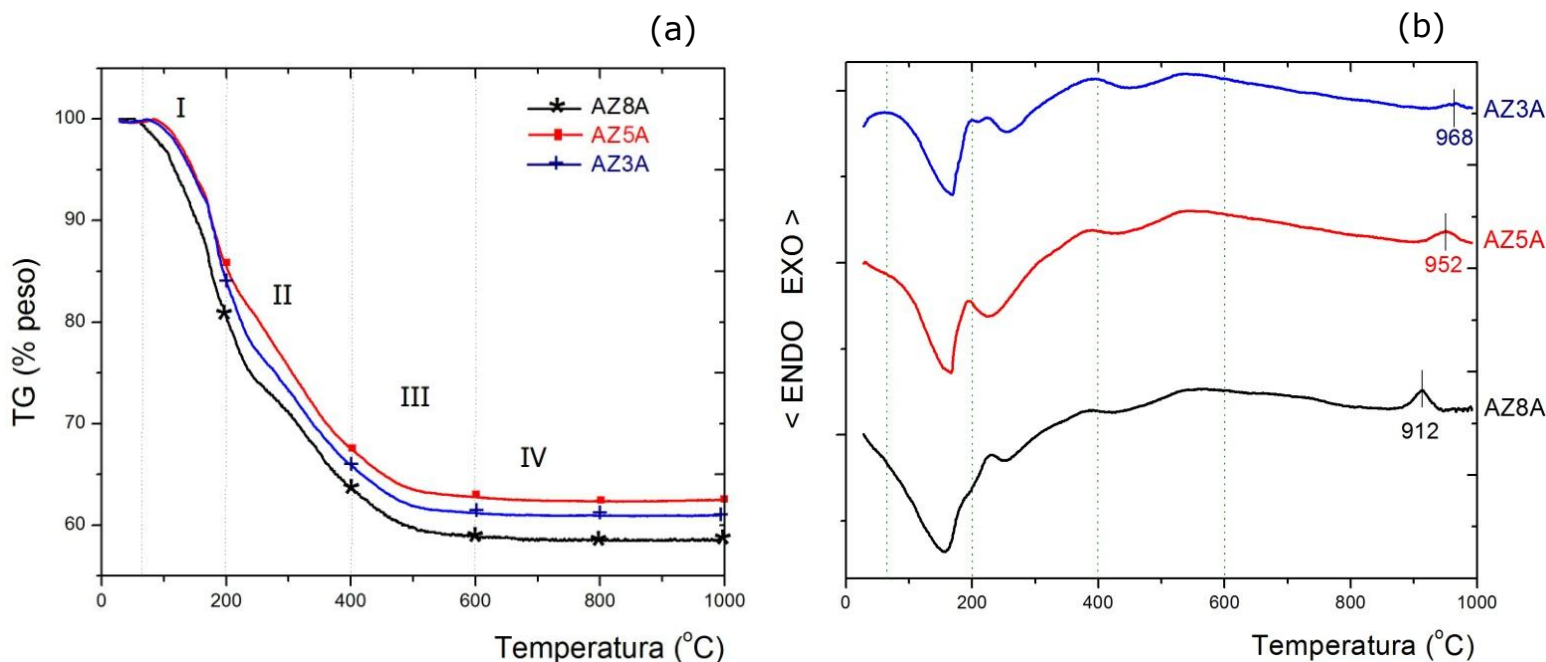 (a)
TG (% peso)
100
90
80
70
60
I
II
III
IV
AZ8A
AZ5A
AZ3A
0
200
400
600
800
1000
Temperatura (°C)
(b)
< ENDO EXO >
AZ3A
968
AZ5A
952
AZ8A
912
0
200
400
600
800
1000
Temperatura (°C)